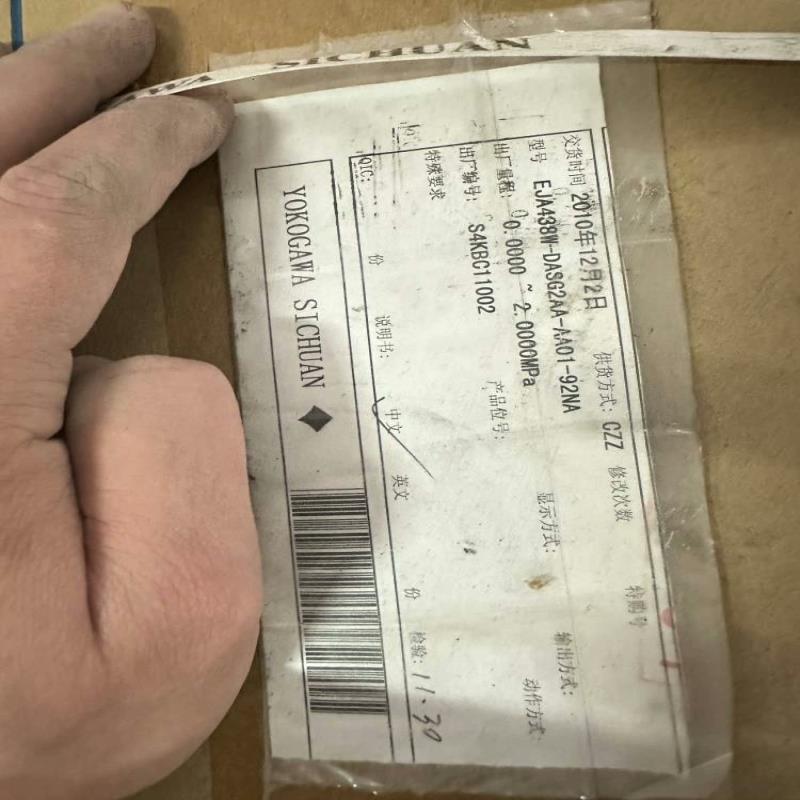 SICHUAN
交货时间 2010年12月2日 供货方式: CZZ 修改次数 特购号
型号 EJA438W-DASG2AA-AA01-92NA 显示方式: 输出方式:
出厂量程: 0.0000 ~ 2.0000MPa 动作方式:
出厂编号: S4KBC11002 产品位号:
特殊要求
QIC: 份 说明书: 中文 英文 份 检验: 11.30
YOKOGAWA SICHUAN